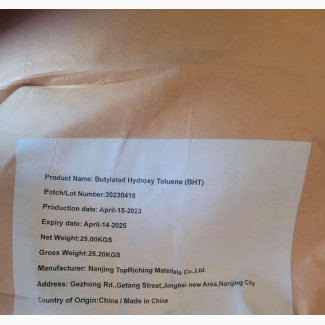 Product Name: Butylated Hydroxy Toluene (BHT)
Patch/Lot Number:20230415
Production date: April-15-2023
Expiry date: April-14-2025
Net Weight:25.00KGS
Gross Weight:25.20KGS
Manufacturer: Nanjing TopRiching Materials Co.,Ltd.
Address: Gezhong Rd.,Getang Street,Jiangbei new Area,Nanjing City
Country of Origin:China / Made in China